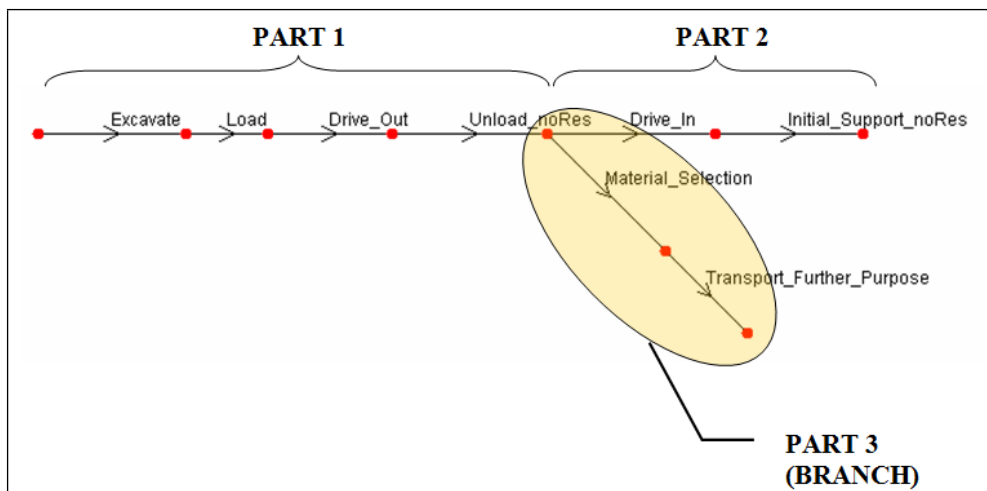 PART 1
PART 2
Excavate
Load
Drive_Out
Unload_noRes
Drive_In
Initial_Support_noRes
Material_Selection
Transport_Further_Purpose
PART 3
(BRANCH)